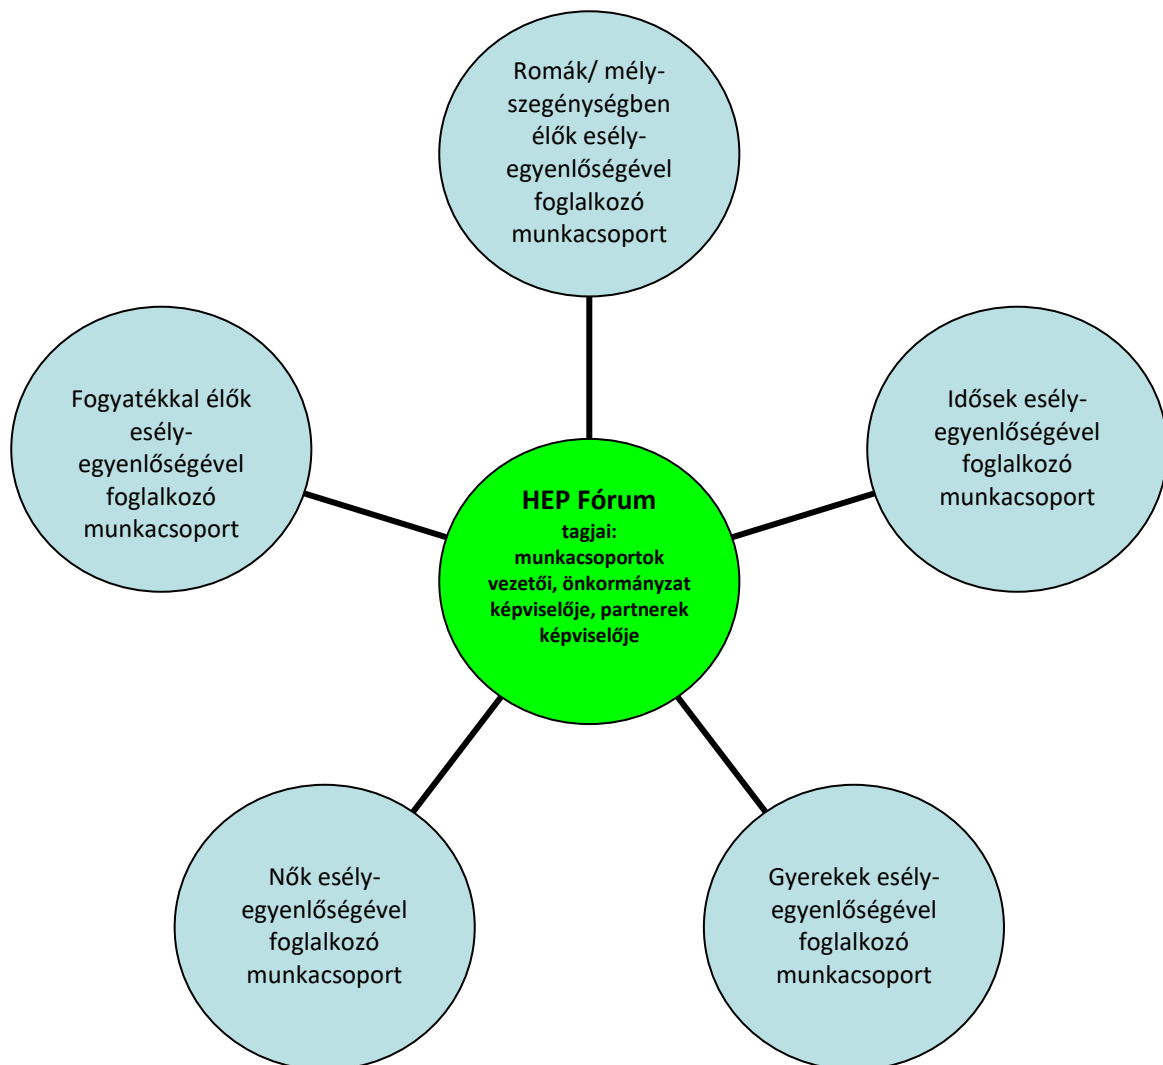 Romák/ mély-
szegénységben
élők esély-
egyenlőségével
foglalkozó
munkacsoport
Fogyatékkal élők
esély-
egyenlőségével
foglalkozó
munkacsoport
Idősek esély-
egyenlőségével
foglalkozó
munkacsoport
HEP Fórum
tagjai:
munkacsoportok
vezetői, önkormányzat
képviselője, partnerek
képviselője
Nők esély-
egyenlőségével
foglalkozó
munkacsoport
Gyerekek esély-
egyenlőségével
foglalkozó
munkacsoport